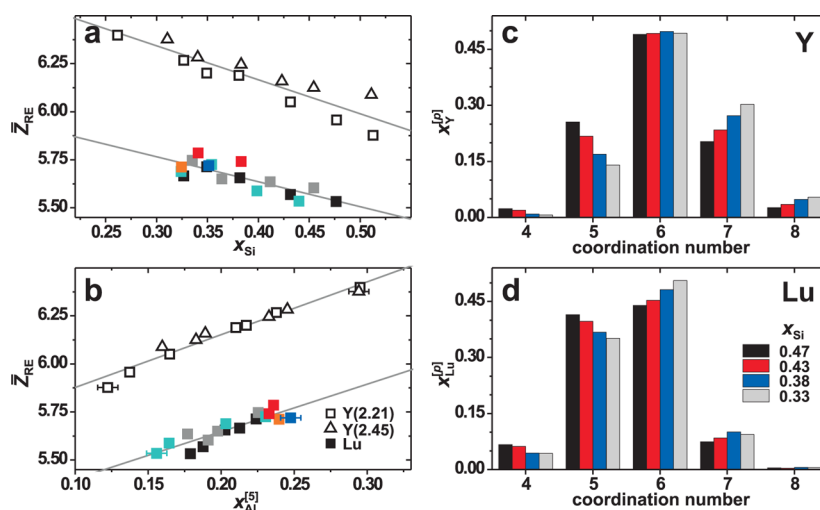 a
Z̅RE
6.25
6.00
5.75
5.50
0.25 0.30 0.35 0.40 0.45 0.50
xSi
b
Z̅RE
6.25
6.00
5.75
5.50
Y(2.21)
Y(2.45)
Lu
0.10 0.15 0.20 0.25 0.30
xAl[5]
c
Y
xY[p]
0.45
0.30
0.15
0.00
4 5 6 7 8
coordination number
d
Lu
xLu[p]
0.45
0.30
0.15
0.00
xSi
0.47
0.43
0.38
0.33
4 5 6 7 8
coordination number